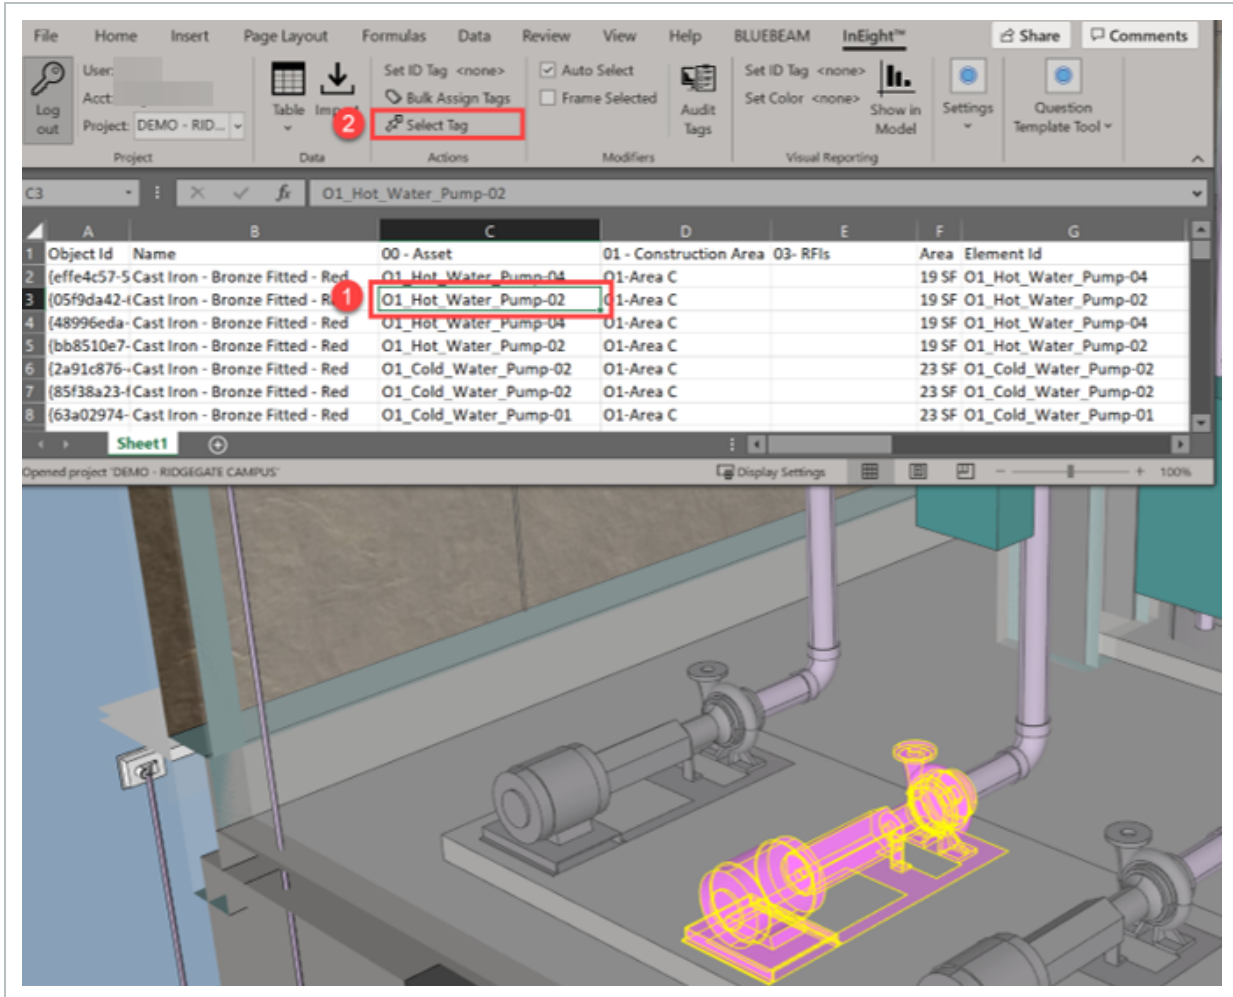 File Home Insert Page Layout Formulas Data Review View Help BLUEBEAM InEight™ Share Comments
User:
Acct:
Project: DEMO - RID...
Log out
Project
Table
Data
Set ID Tag <none>
Bulk Assign Tags
2 Select Tag
Actions
Auto Select
Frame Selected
Modifiers
Audit Tags
Set ID Tag <none>
Set Color <none>
Show in Model
Visual Reporting
Settings
Question Template Tool
C3 fx O1_Hot_Water_Pump-02
A B C D E F G
1 Object Id Name 00 - Asset 01 - Construction Area 03- RFIs Area Element Id
2 {effe4c57-5 Cast Iron - Bronze Fitted - Red O1_Hot_Water_Pump-04 O1-Area C 19 SF O1_Hot_Water_Pump-04
3 {05f9da42- Cast Iron - Bronze Fitted - R 1 O1_Hot_Water_Pump-02 O1-Area C 19 SF O1_Hot_Water_Pump-02
4 {48996eda- Cast Iron - Bronze Fitted - Red O1_Hot_Water_Pump-04 O1-Area C 19 SF O1_Hot_Water_Pump-04
5 {bb8510e7- Cast Iron - Bronze Fitted - Red O1_Hot_Water_Pump-02 O1-Area C 19 SF O1_Hot_Water_Pump-02
6 {2a91c876- Cast Iron - Bronze Fitted - Red O1_Cold_Water_Pump-02 O1-Area C 23 SF O1_Cold_Water_Pump-02
7 {85f38a23-f Cast Iron - Bronze Fitted - Red O1_Cold_Water_Pump-02 O1-Area C 23 SF O1_Cold_Water_Pump-02
8 {63a02974- Cast Iron - Bronze Fitted - Red O1_Cold_Water_Pump-01 O1-Area C 23 SF O1_Cold_Water_Pump-01
Sheet1
Opened project 'DEMO - RIDGEGATE CAMPUS' Display Settings - + 100%